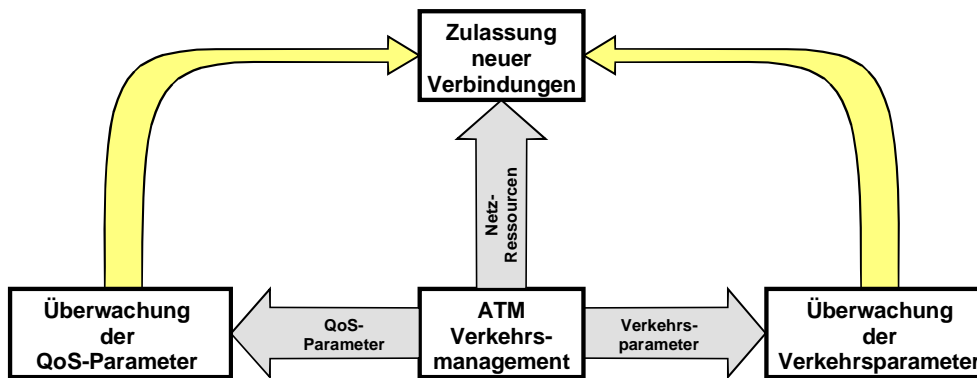 Zulassung
neuer
Verbindungen
Netz-
Ressourcen
Überwachung
der
QoS-Parameter
QoS-
Parameter
ATM
Verkehrs-
management
Verkehrs-
parameter
Überwachung
der
Verkehrsparameter